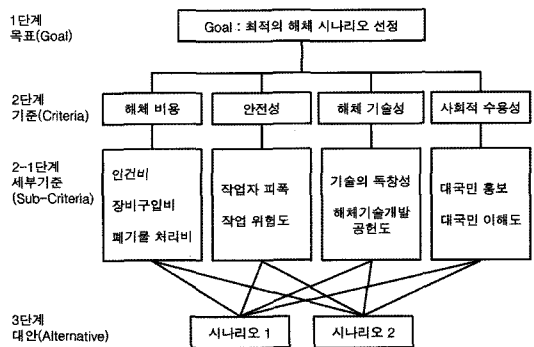 1단계
목표(Goal)
Goal : 최적의 해체 시나리오 선정
2단계
기준(Criteria)
해체 비용
안전성
해체 기술성
사회적 수용성
2-1단계
세부기준
(Sub-Criteria)
인건비
장비구입비
폐기물 처리비
작업자 피폭
작업 위험도
기술의 독창성
해체기술개발
공헌도
대국민 홍보
대국민 이해도
3단계
대안(Alternative)
시나리오 1
시나리오 2